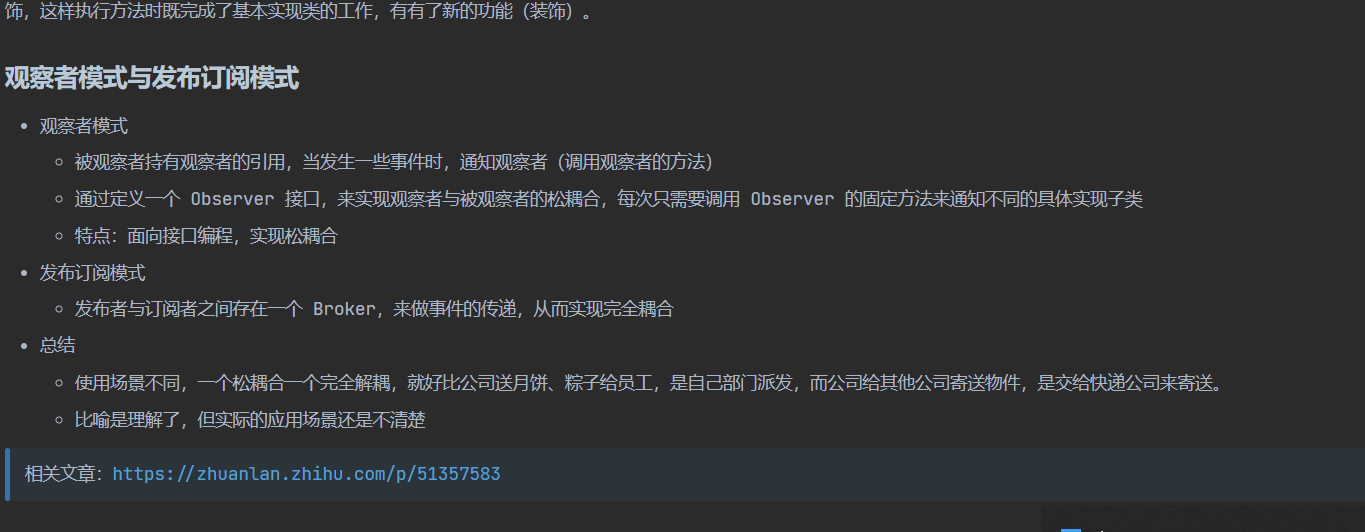 饰，这样执行方法时既完成了基本实现类的工作，有有了新的功能（装饰）。
观察者模式与发布订阅模式
观察者模式
被观察者持有观察者的引用，当发生一些事件时，通知观察者（调用观察者的方法）
通过定义一个 Observer 接口，来实现观察者与被观察者的松耦合，每次只需要调用 Observer 的固定方法来通知不同的具体实现子类
特点：面向接口编程，实现松耦合
发布订阅模式
发布者与订阅者之间存在一个 Broker，来做事件的传递，从而实现完全耦合
总结
使用场景不同，一个松耦合一个完全解耦，就好比公司送月饼、粽子给员工，是自己部门派发，而公司给其他公司寄送物件，是交给快递公司来寄送。
比喻是理解了，但实际的应用场景还是不清楚
相关文章：https://zhuanlan.zhihu.com/p/51357583